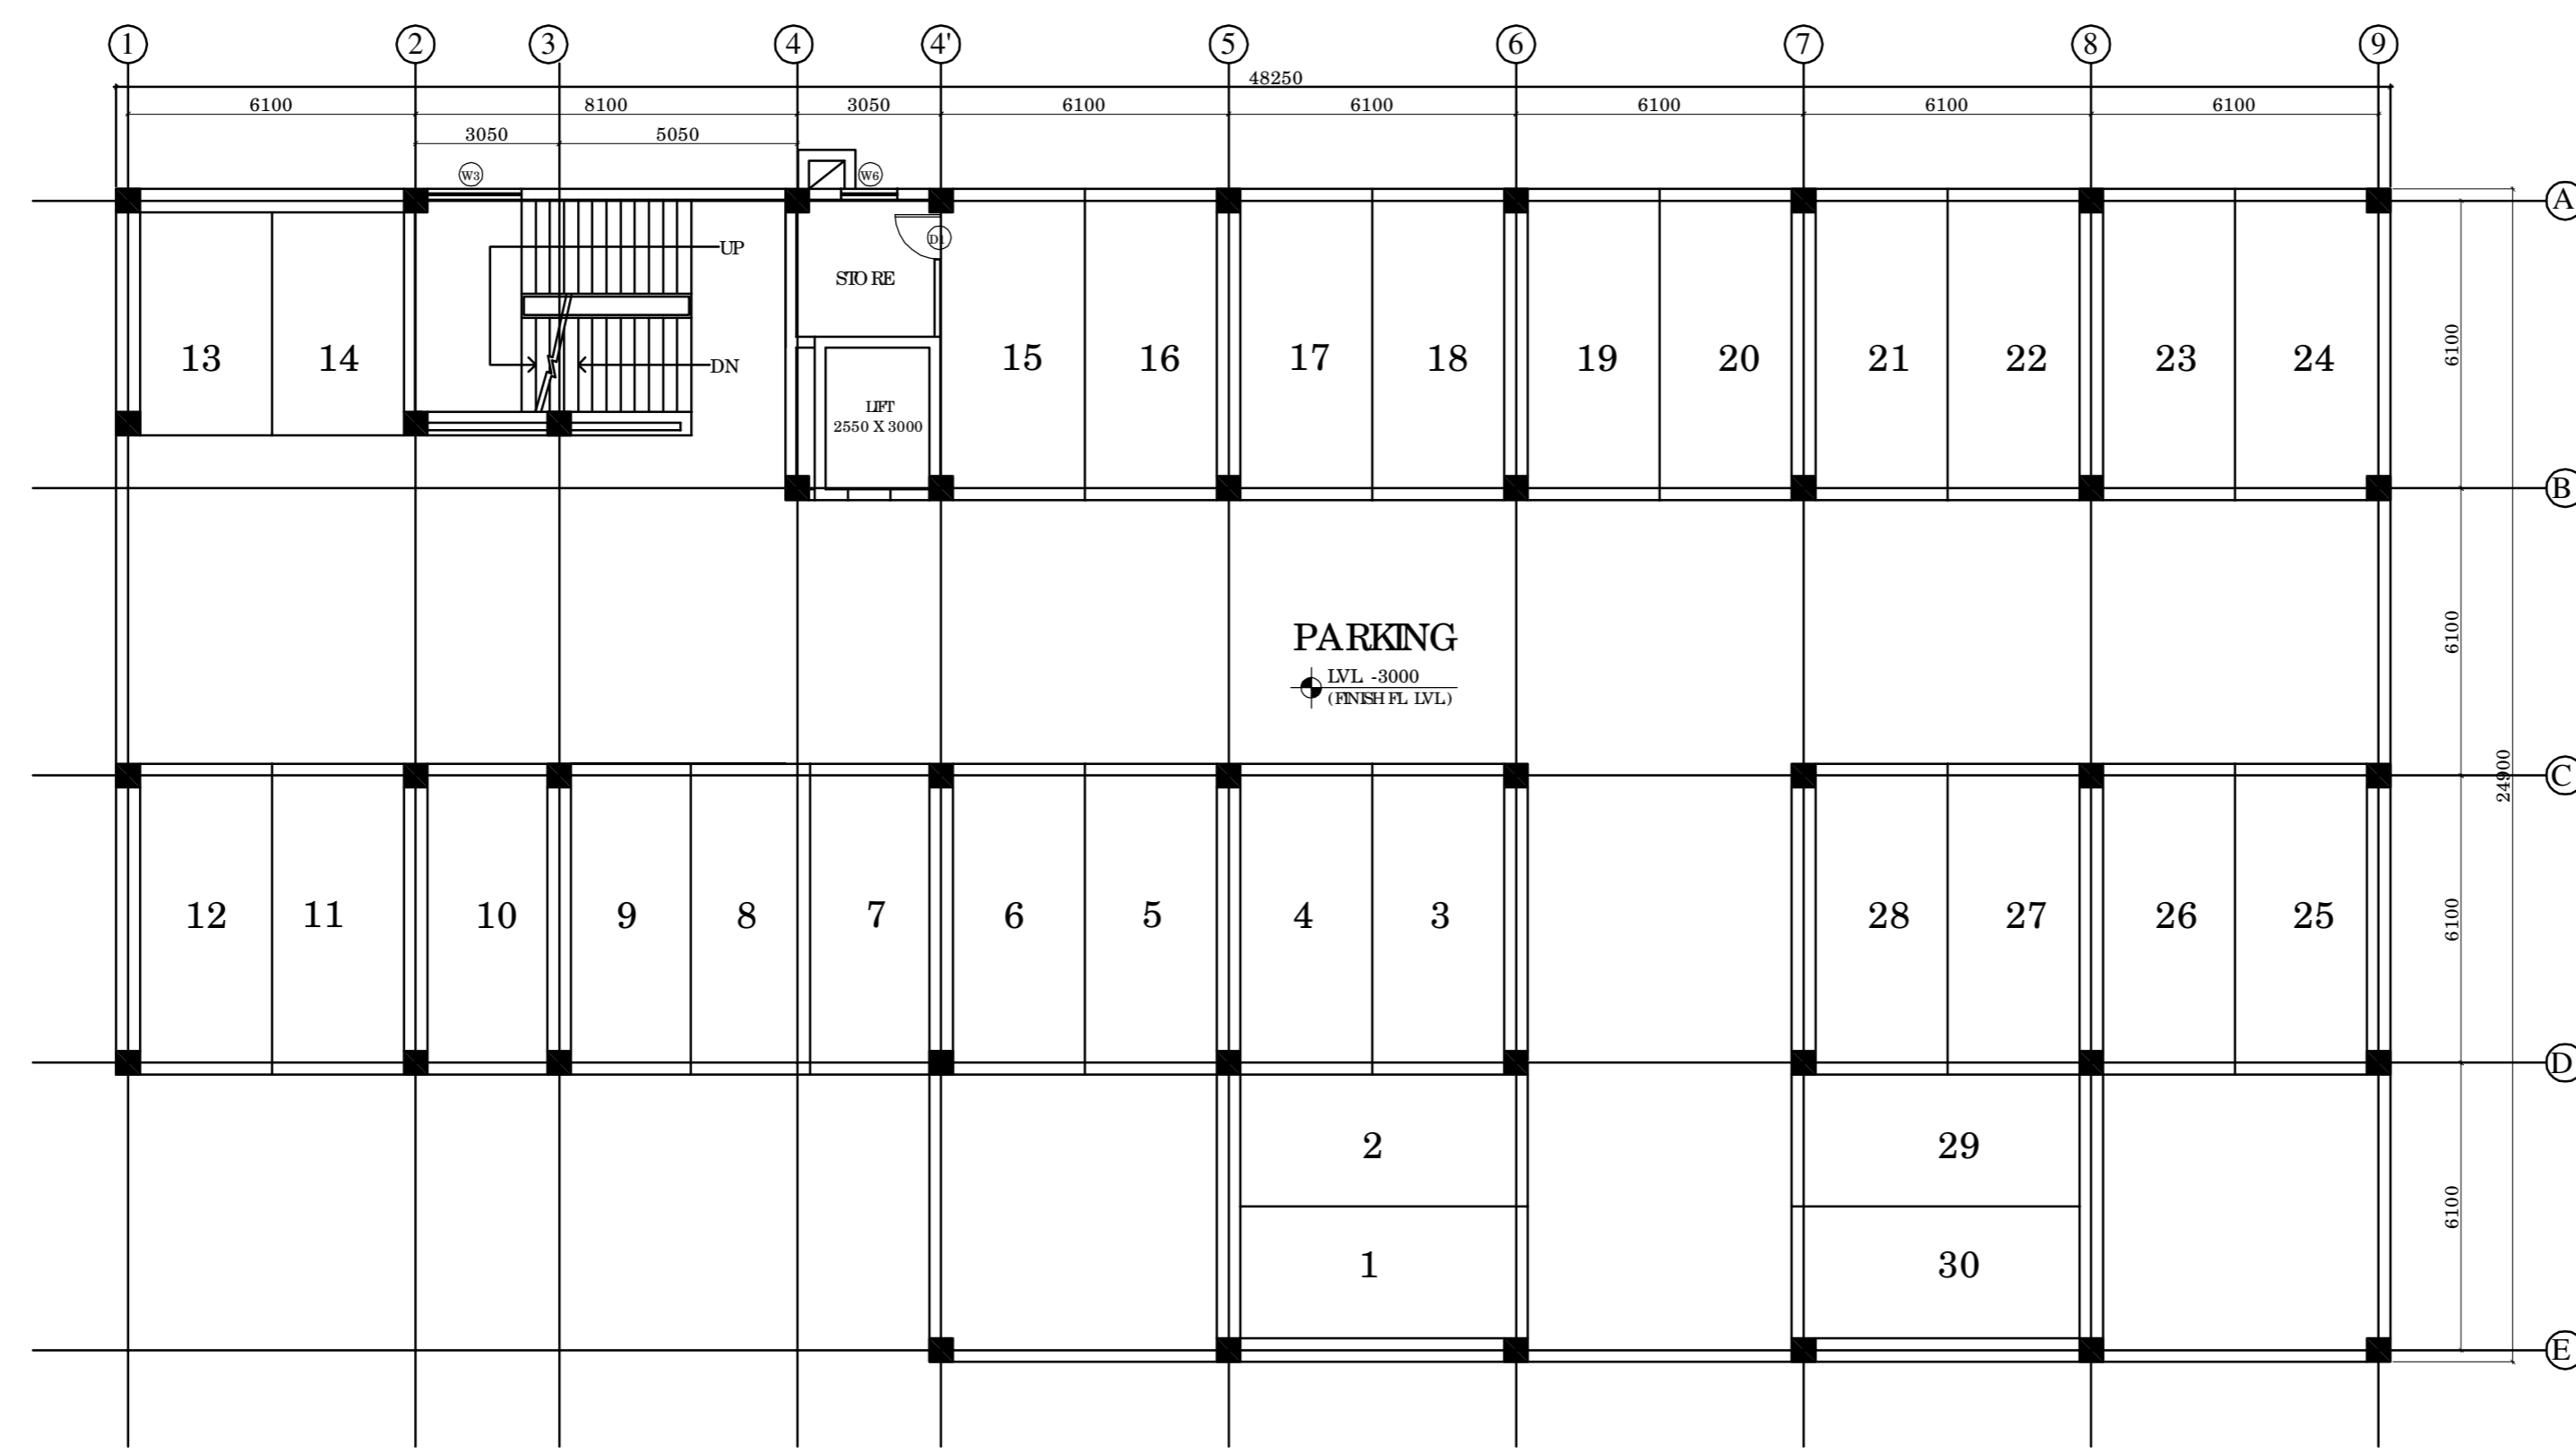 1 2 3 4 4' 5 6 7 8 9
48250
6100 8100 3050 6100 6100 6100 6100 6100
3050 5050
W3 W6
A
D1
UP
STORE
6100
13 14 15 16 17 18 19 20 21 22 23 24
DN
LIFT
2550 X 3000
B
PARKING
6100
LVL -3000
(FINISH FL LVL)
C
24900
12 11 10 9 8 7 6 5 4 3 28 27 26 25
6100
D
2 29
6100
1 30
E